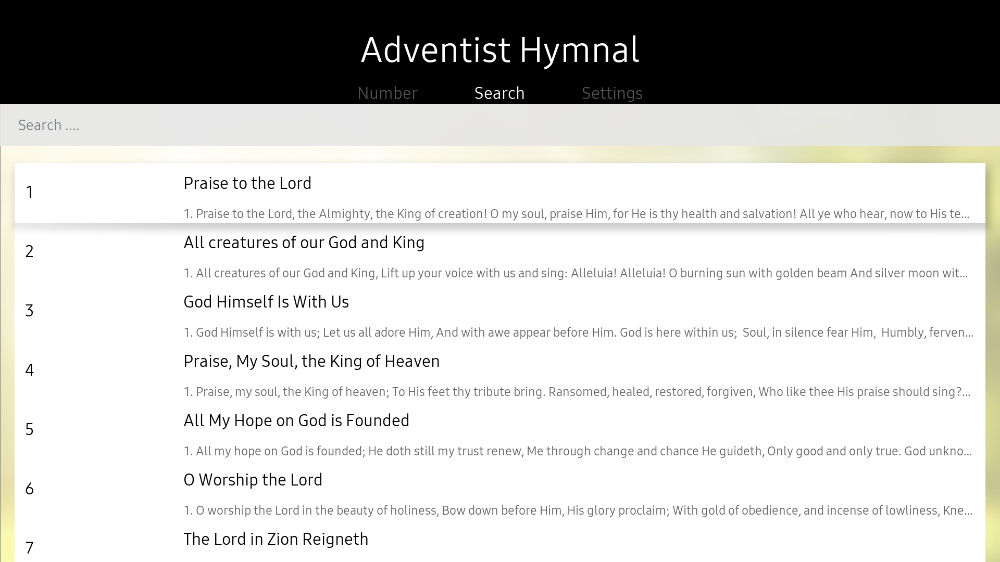 Adventist Hymnal
Number Search Settings
Search ....
1
Praise to the Lord
1. Praise to the Lord, the Almighty, the King of creation! O my soul, praise Him, for He is thy health and salvation! All ye who hear, now to His te...
2
All creatures of our God and King
1. All creatures of our God and King, Lift up your voice with us and sing: Alleluia! Alleluia! O burning sun with golden beam And silver moon wit...
3
God Himself Is With Us
1. God Himself is with us; Let us all adore Him, And with awe appear before Him. God is here within us;  Soul, in silence fear Him,  Humbly, ferven...
4
Praise, My Soul, the King of Heaven
1. Praise, my soul, the King of heaven; To His feet thy tribute bring. Ransomed, healed, restored, forgiven, Who like thee His praise should sing?...
5
All My Hope on God is Founded
1. All my hope on God is founded; He doth still my trust renew, Me through change and chance He guideth, Only good and only true. God unkno...
6
O Worship the Lord
1. O worship the Lord in the beauty of holiness, Bow down before Him, His glory proclaim; With gold of obedience, and incense of lowliness, Kne...
7
The Lord in Zion Reigneth